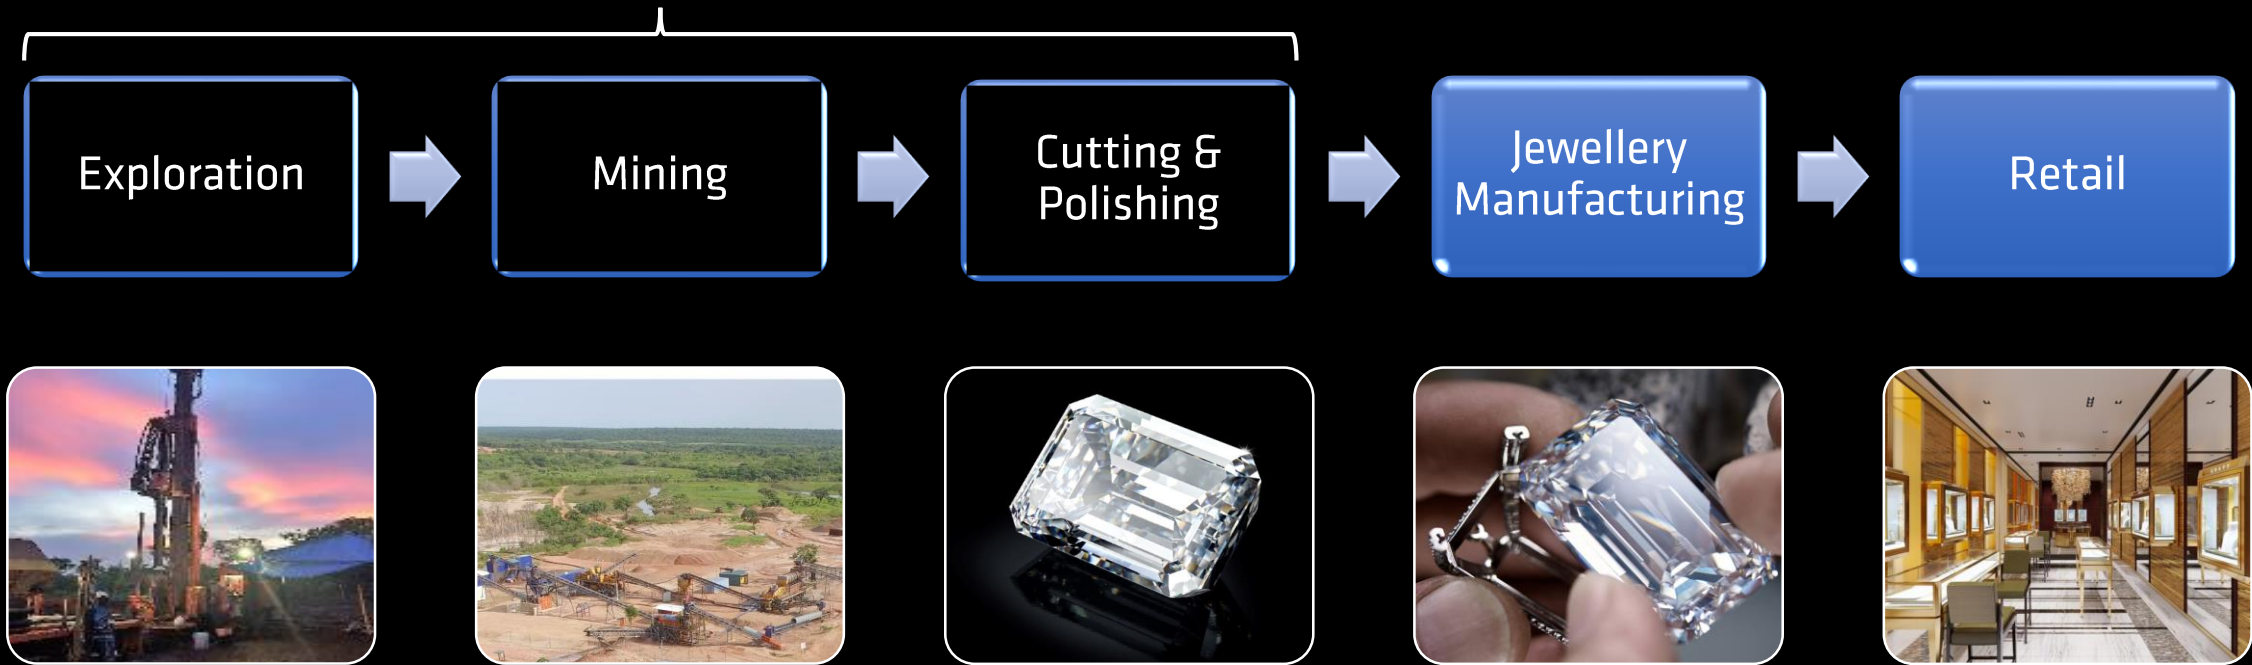 Exploration
Mining
Cutting &
Polishing
Jewellery
Manufacturing
Retail